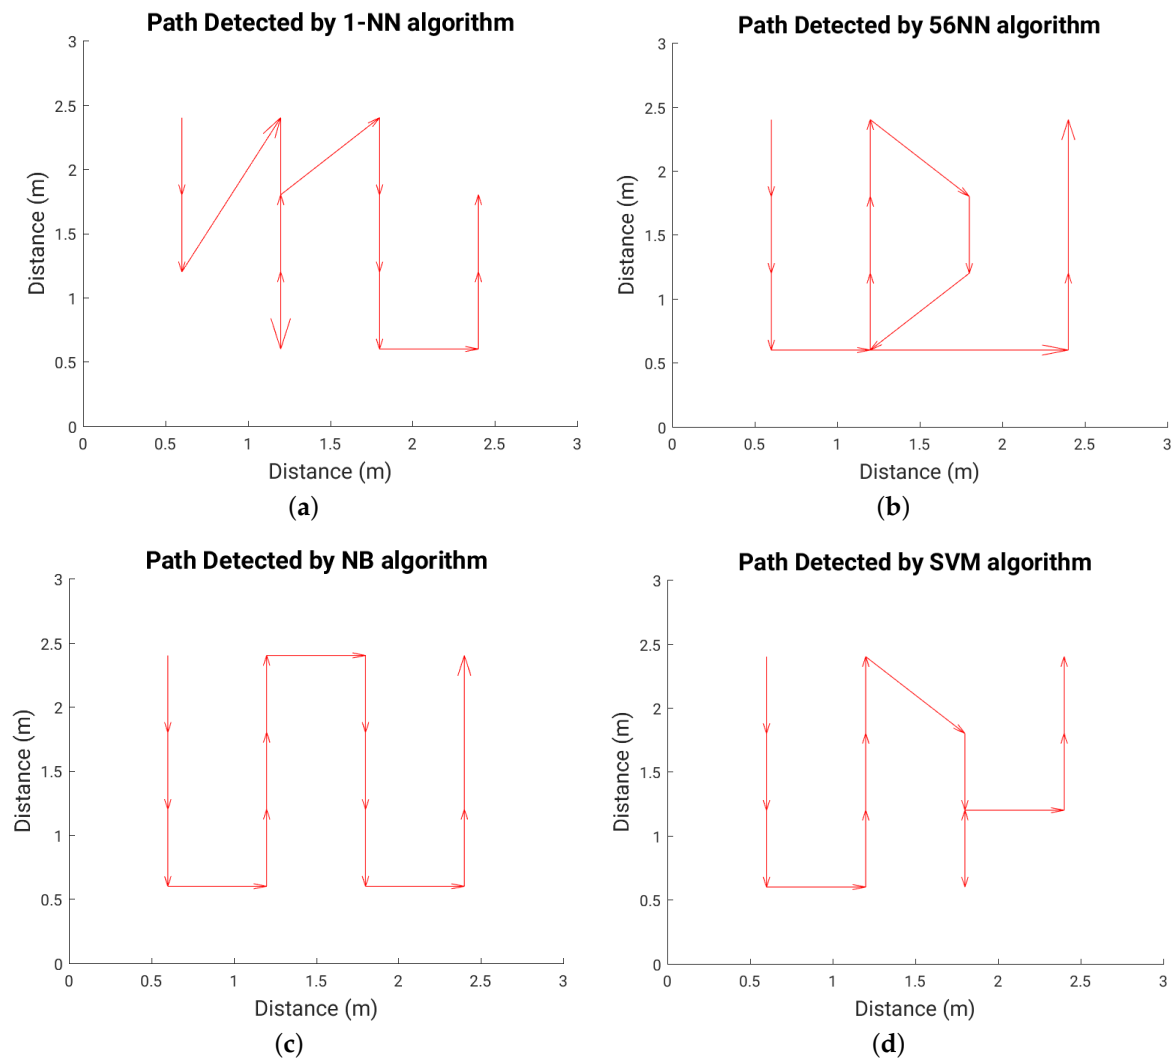 Path Detected by 1-NN algorithm
3
2.5
2
1.5
1
0.5
0
Distance (m)
0 0.5 1 1.5 2 2.5 3
Distance (m)
(a)
Path Detected by 56NN algorithm
3
2.5
2
1.5
1
0.5
0
Distance (m)
0 0.5 1 1.5 2 2.5 3
Distance (m)
(b)
Path Detected by NB algorithm
3
2.5
2
1.5
1
0.5
0
Distance (m)
0 0.5 1 1.5 2 2.5 3
Distance (m)
(c)
Path Detected by SVM algorithm
3
2.5
2
1.5
1
0.5
0
Distance (m)
0 0.5 1 1.5 2 2.5 3
Distance (m)
(d)